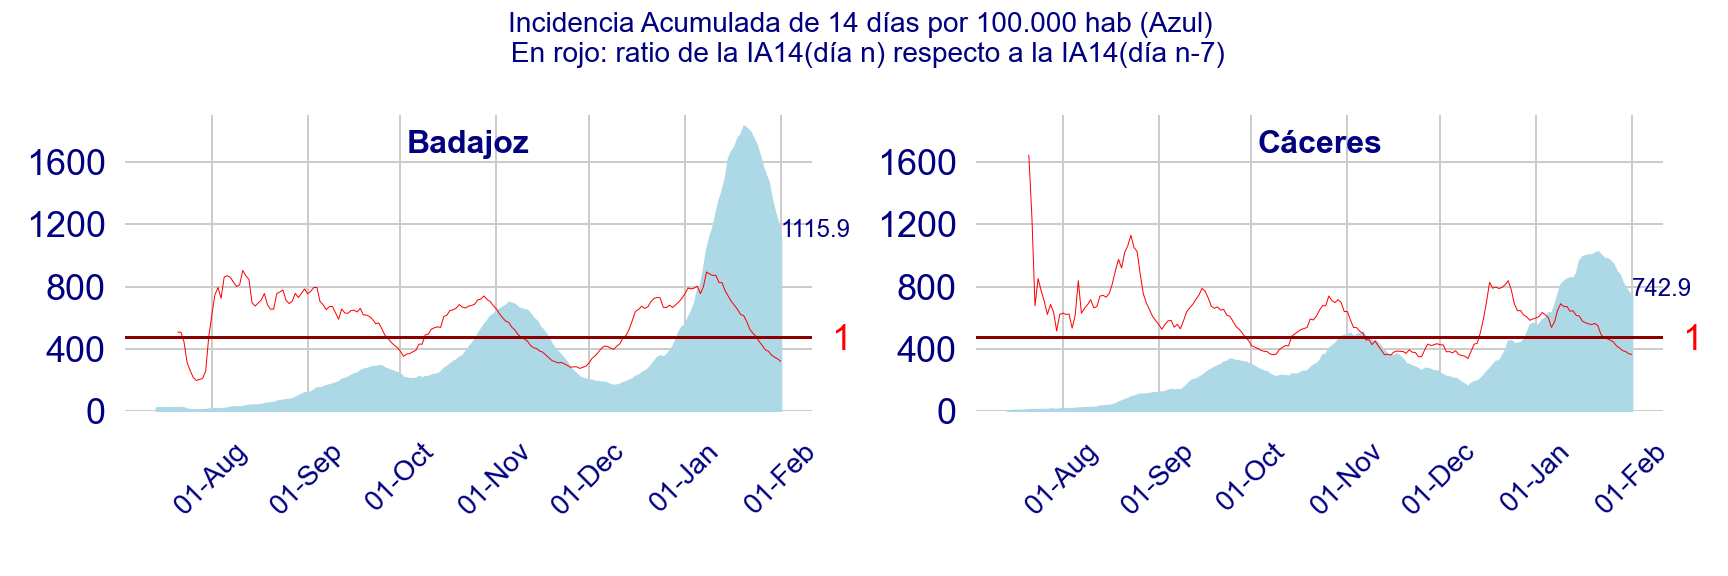 Incidencia Acumulada de 14 días por 100.000 hab (Azul)
En rojo: ratio de la IA14(día n) respecto a la IA14(día n-7)
Badajoz
1600
1200
800
400
0
1115.9
1
01-Aug
01-Sep
01-Oct
01-Nov
01-Dec
01-Jan
01-Feb
Cáceres
1600
1200
800
400
0
742.9
1
01-Aug
01-Sep
01-Oct
01-Nov
01-Dec
01-Jan
01-Feb